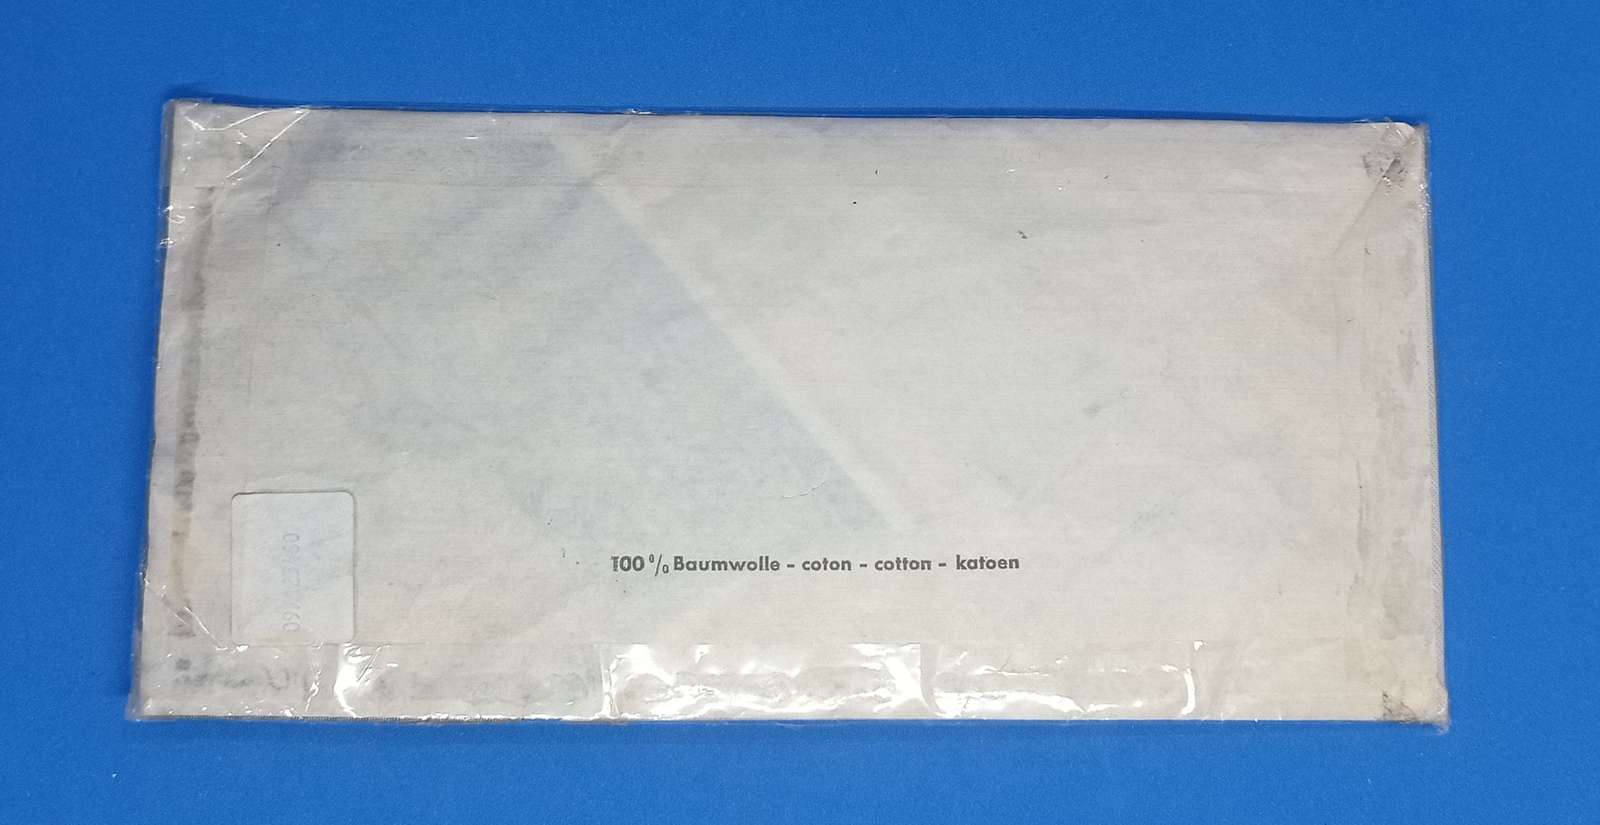 100% Baumwolle - coton - cotton - katoen